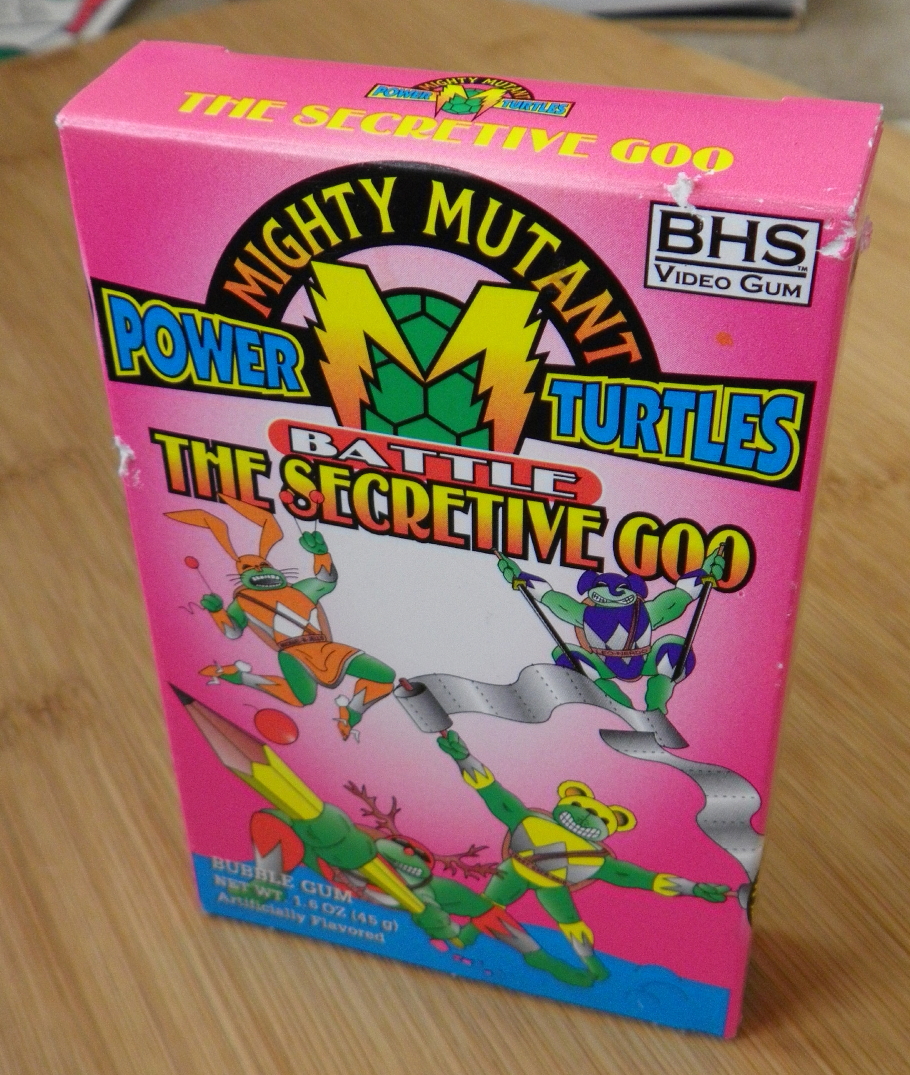 MIGHTY MUTANT
POWER TURTLES
THE SECRETIVE GOO
BHS™
VIDEO GUM
MIGHTY MUTANT
POWER TURTLES
BATTLE
THE SECRETIVE GOO
BUBBLE GUM
NET WT. 1.6 OZ (45 g)
Artificially Flavored